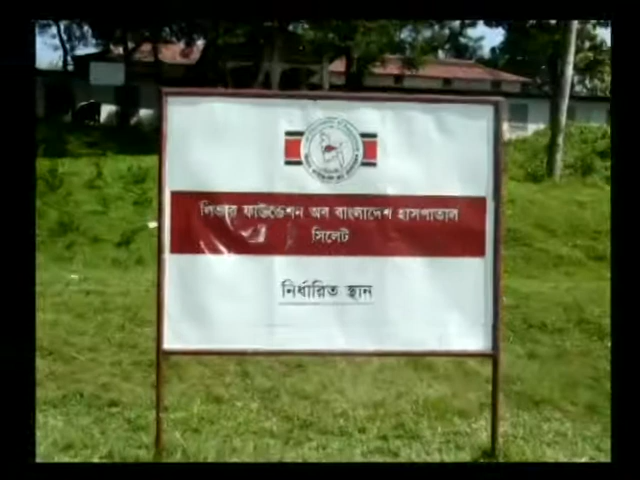 লিভার ফাউন্ডেশন অব বাংলাদেশ হাসপাতাল
সিলেট
নির্ধারিত স্থান